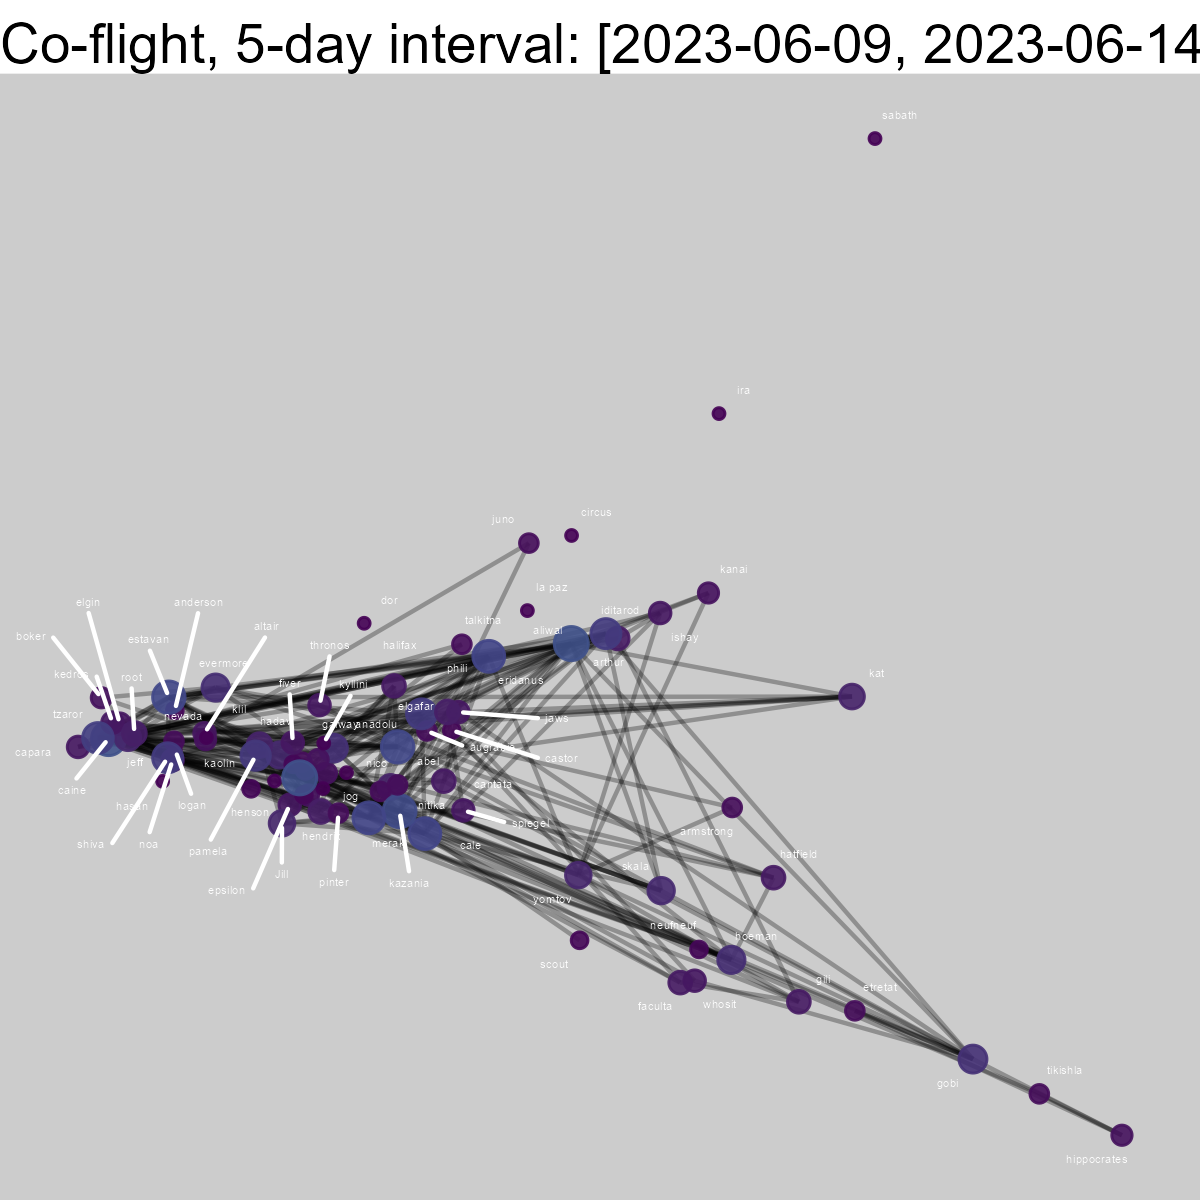 Co-flight, 5-day interval: [2023-06-09, 2023-06-14
sabath
ira
circus
juno
kanai
la paz
dor
elgin
anderson
iditarod
talkitna
altair
aliwal
boker
estavan
ishay
thronos
halifax
arthur
evermore
phili
kedros
root
kat
eridanus
fiver
kyllini
elgafar
klil
tzaror
nevada
jaws
hadav
galway
anadolu
augrabia
capara
castor
jeff
kaolin
nico
abel
cantata
caine
jog
hasan
logan
nitika
henson
spiegel
armstrong
hendrix
shiva
noa
merak
cale
pamela
hatfield
skala
Jill
pinter
kazania
epsilon
yomtov
neufneuf
hoeman
scout
gili
etretat
faculta
whosit
tikishla
gobi
hippocrates